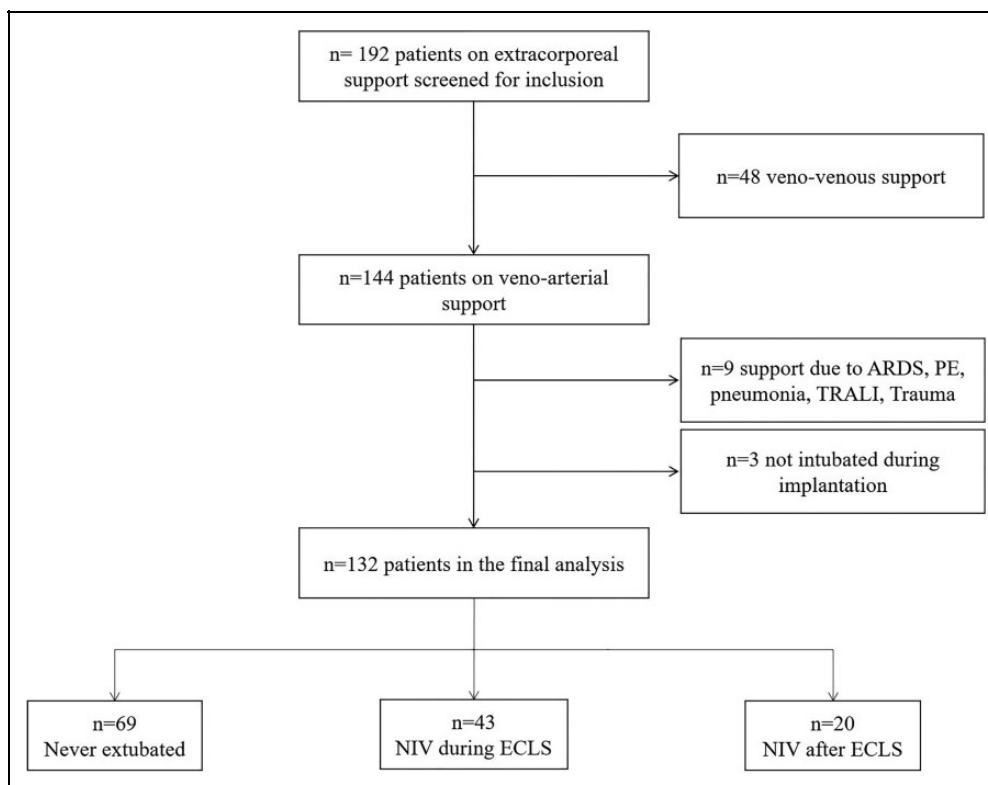 n= 192 patients on extracorporeal
support screened for inclusion
n=48 veno-venous support
n=144 patients on veno-arterial
support
n=9 support due to ARDS, PE,
pneumonia, TRALI, Trauma
n=3 not intubated during
implantation
n=132 patients in the final analysis
n=69
Never extubated
n=43
NIV during ECLS
n=20
NIV after ECLS